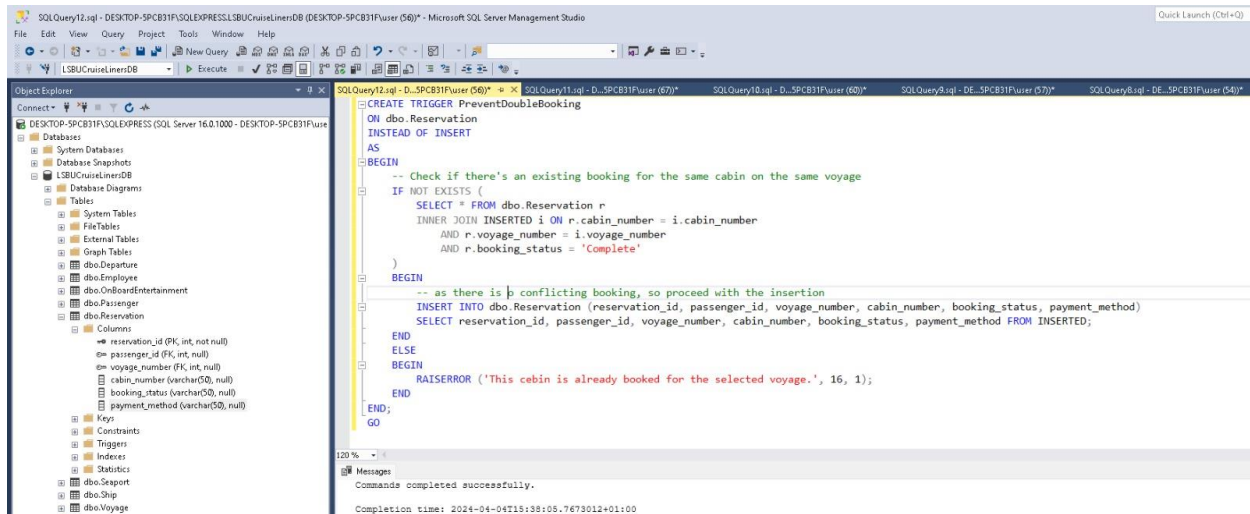 SQLQuery12.sql - DESKTOP-5PCB31F\SQLEXPRESS.LSBUCruiseLinersDB (DESKTOP-5PCB31F\user (56))* - Microsoft SQL Server Management Studio
Quick Launch (Ctrl+Q)
File Edit View Query Project Tools Window Help
New Query
LSBUCruiseLinersDB Execute
Object Explorer
SQLQuery12.sql - D...5PCB31F\user (56))* SQLQuery11.sql - D...5PCB31F\user (67))* SQLQuery10.sql - D...5PCB31F\user (60))* SQLQuery9.sql - DE...5PCB31F\user (57))* SQLQuery8.sql - DE...5PCB31F\user (54))*
Connect
DESKTOP-5PCB31F\SQLEXPRESS (SQL Server 16.0.1000 - DESKTOP-5PCB31F\use
Databases
System Databases
Database Snapshots
LSBUCruiseLinersDB
Database Diagrams
Tables
System Tables
FileTables
External Tables
Graph Tables
dbo.Departure
dbo.Employee
dbo.OnBoardEntertainment
dbo.Passenger
dbo.Reservation
Columns
reservation_id (PK, int, not null)
passenger_id (FK, int, null)
voyage_number (FK, int, null)
cabin_number (varchar(50), null)
booking_status (varchar(50), null)
payment_method (varchar(50), null)
Keys
Constraints
Triggers
Indexes
Statistics
dbo.Seaport
dbo.Ship
dbo.Voyage
CREATE TRIGGER PreventDoubleBooking
ON dbo.Reservation
INSTEAD OF INSERT
AS
BEGIN
-- Check if there's an existing booking for the same cabin on the same voyage
IF NOT EXISTS (
SELECT * FROM dbo.Reservation r
INNER JOIN INSERTED i ON r.cabin_number = i.cabin_number
AND r.voyage_number = i.voyage_number
AND r.booking_status = 'Complete'
)
BEGIN
-- as there is o conflicting booking, so proceed with the insertion
INSERT INTO dbo.Reservation (reservation_id, passenger_id, voyage_number, cabin_number, booking_status, payment_method)
SELECT reservation_id, passenger_id, voyage_number, cabin_number, booking_status, payment_method FROM INSERTED;
END
ELSE
BEGIN
RAISERROR ('This cebin is already booked for the selected voyage.', 16, 1);
END
END;
GO
120 %
Messages
Commands completed successfully.
Completion time: 2024-04-04T15:38:05.7673012+01:00